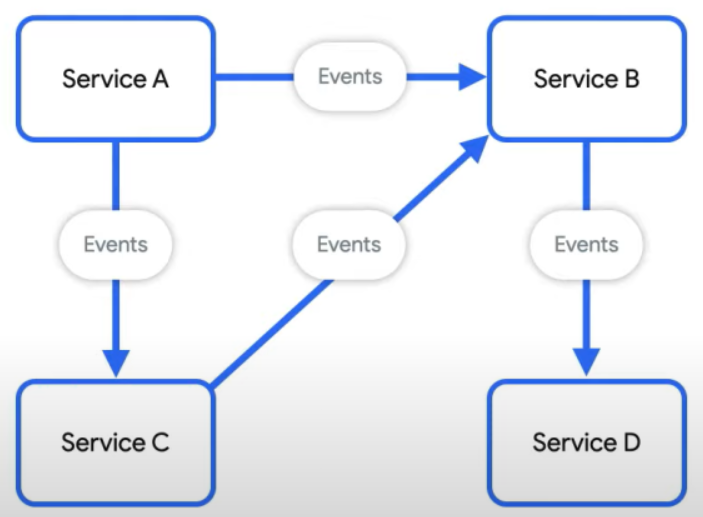 Service A
Events
Service B
Events
Events
Events
Service C
Service D